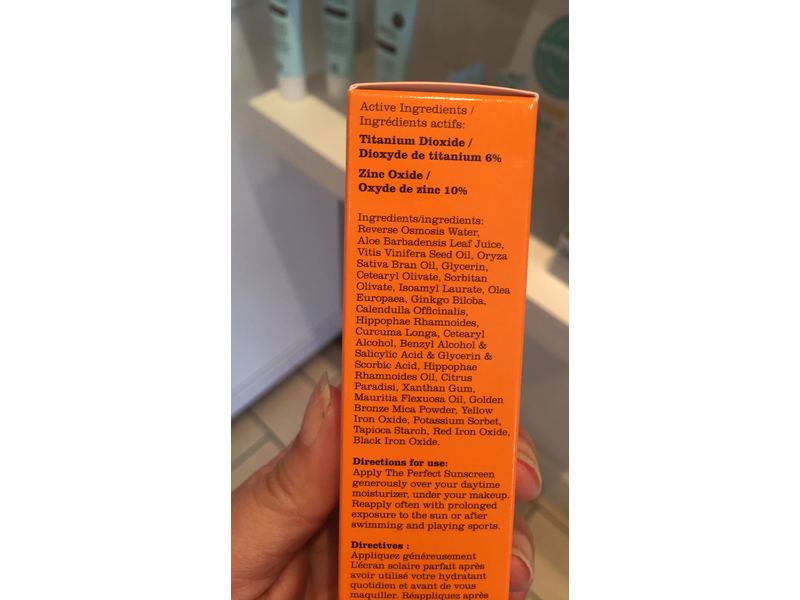 Active Ingredients /
Ingrédients actifs:
Titanium Dioxide /
Dioxyde de titanium 6%
Zinc Oxide /
Oxyde de zinc 10%
Ingredients/ingredients:
Reverse Osmosis Water,
Aloe Barbadensis Leaf Juice,
Vitis Vinifera Seed Oil, Oryza
Sativa Bran Oil, Glycerin,
Cetearyl Olivate, Sorbitan
Olivate, Isoamyl Laurate, Olea
Europaea, Ginkgo Biloba,
Calendula Officinalis,
Hippophae Rhamnoides,
Curcuma Longa, Cetearyl
Alcohol, Benzyl Alcohol &
Salicylic Acid & Glycerin &
Scorbic Acid, Hippophae
Rhamnoides Oil, Citrus
Paradisi, Xanthan Gum,
Mauritia Flexuosa Oil, Golden
Bronze Mica Powder, Yellow
Iron Oxide, Potassium Sorbet,
Tapioca Starch, Red Iron Oxide,
Black Iron Oxide.
Directions for use:
Apply The Perfect Sunscreen
generously over your daytime
moisturizer, under your makeup.
Reapply often with prolonged
exposure to the sun or after
swimming and playing sports.
Directives :
Appliquez généreusement
L'écran solaire parfait après
avoir utilisé votre hydratant
quotidien et avant de vous
maquiller. Réappliquez après